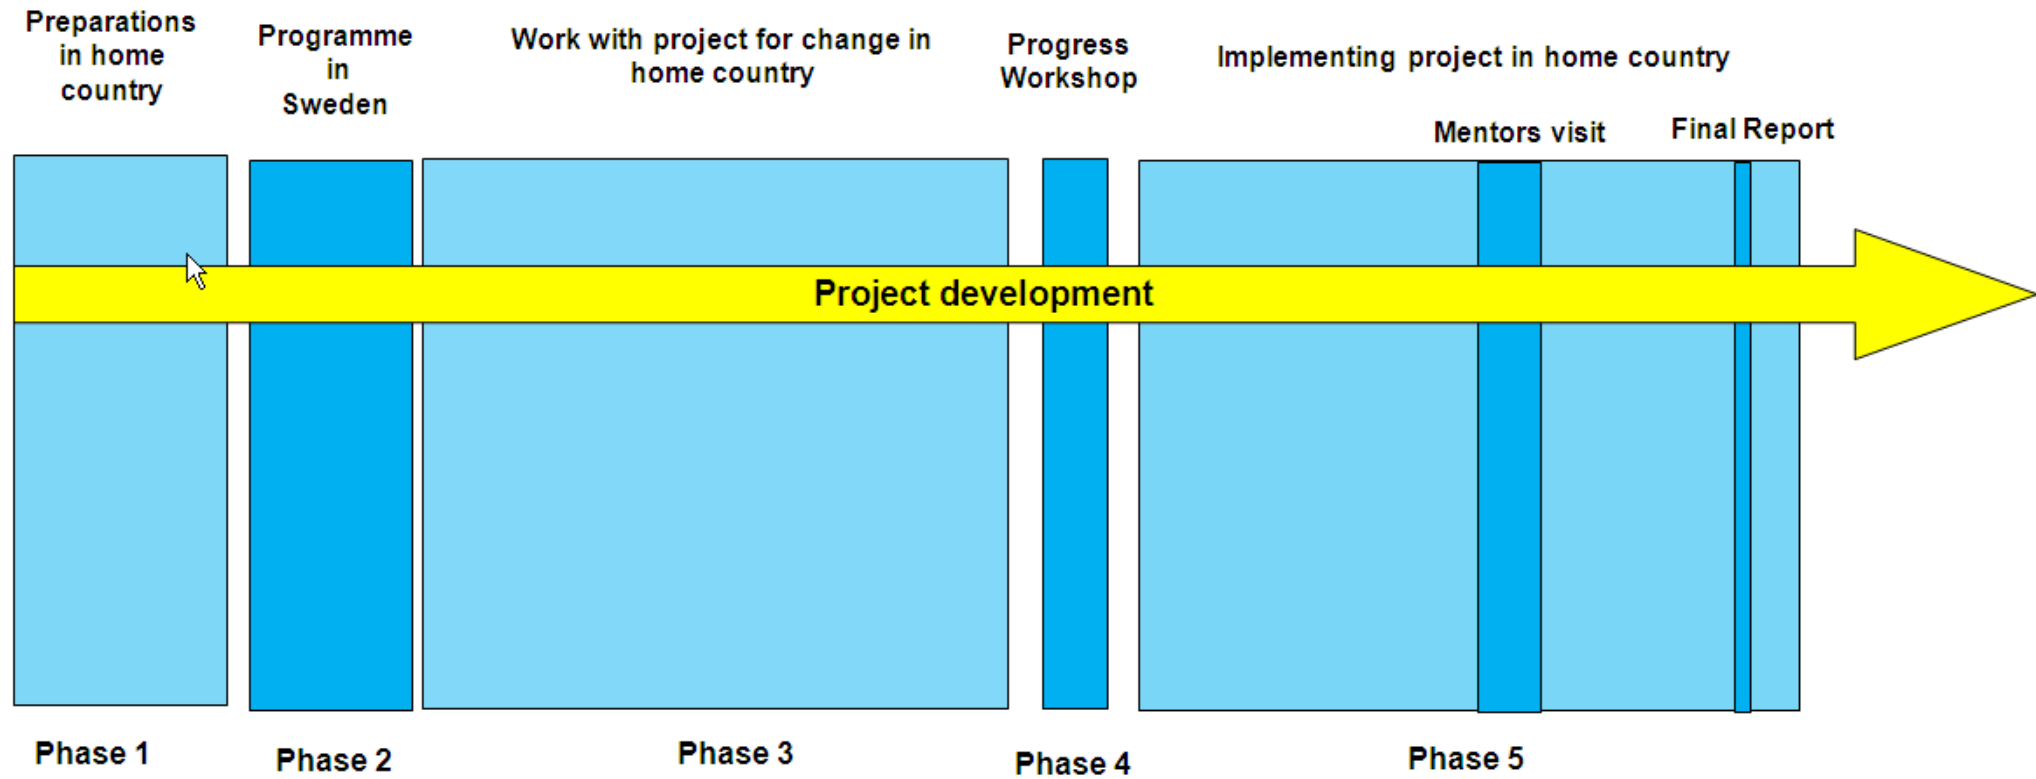 Preparations
in home
country
Programme
in
Sweden
Work with project for change in
home country
Progress
Workshop
Implementing project in home country
Mentors visit
Final Report
Project development
Phase 1
Phase 2
Phase 3
Phase 4
Phase 5